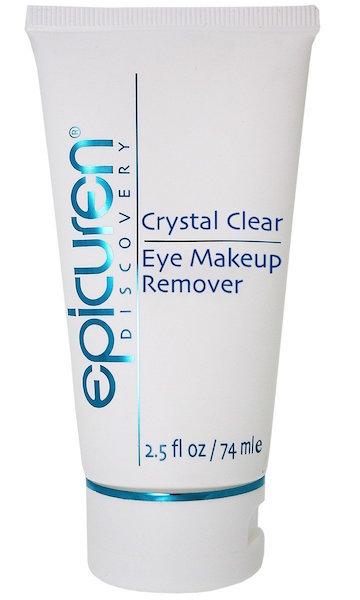 epicuren®
DISCOVERY
Crystal Clear
Eye Makeup
Remover
2.5 fl oz / 74 ml e